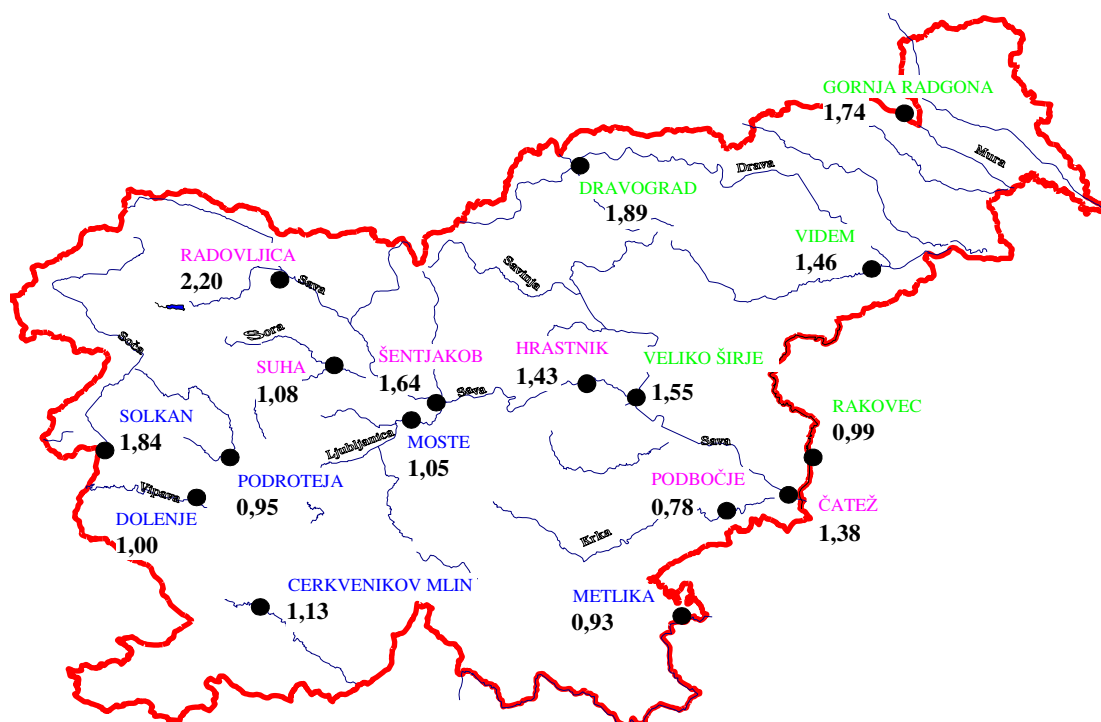 GORNJA RADGONA
1,74
Mura
Drava
DRAVOGRAD
1,89
VIDEM
1,46
RADOVLJICA
2,20
Sava
Savinja
Soča
Sora
SUHA
1,08
ŠENTJAKOB
1,64
Sava
HRASTNIK
1,43
VELIKO ŠIRJE
1,55
SOLKAN
1,84
Ljubljanica
MOSTE
1,05
RAKOVEC
0,99
Sava
PODROTEJA
0,95
Vipava
DOLENJE
1,00
PODBOČJE
0,78
ČATEŽ
1,38
Krka
CERKVENIKOV MLIN
1,13
METLIKA
0,93